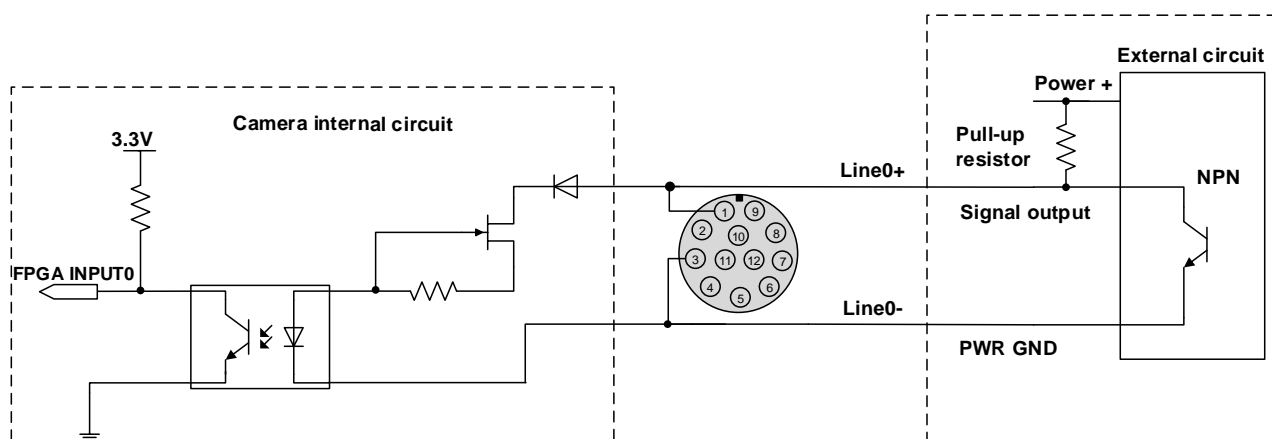 External circuit
Power +
Camera internal circuit
3.3V
Pull-up
resistor
Line0+
NPN
Signal output
1
9
2
10
8
FPGA INPUT0
3
11
12
7
4
5
6
Line0-
PWR GND